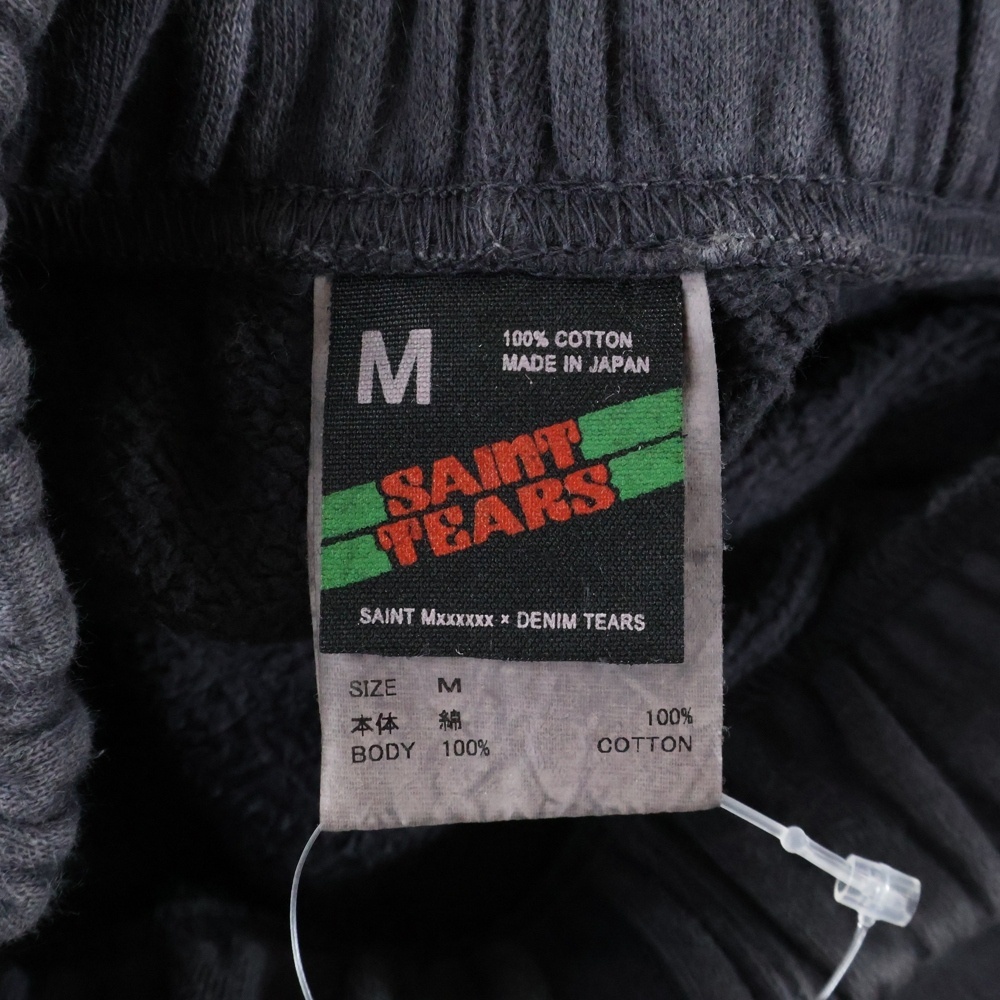 M
100% COTTON
MADE IN JAPAN
SAINT
TEARS
SAINT Mxxxxxx × DENIM TEARS
SIZE M
本体 綿 100%
BODY 100% COTTON